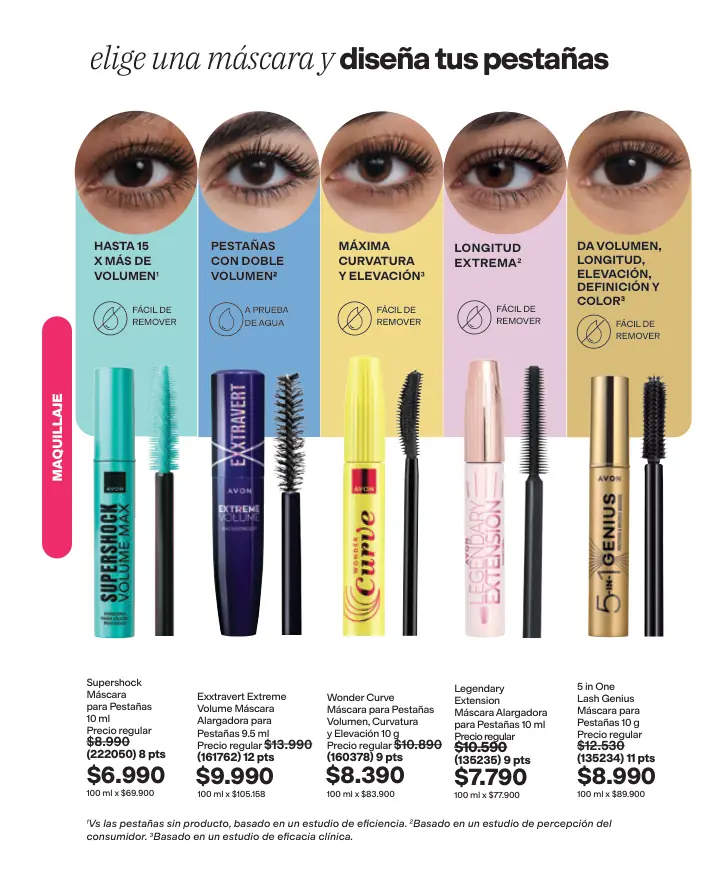 elige una máscara y diseña tus pestañas
HASTA 15
X MÁS DE
VOLUMEN¹
FÁCIL DE
REMOVER
PESTAÑAS
CON DOBLE
VOLUMEN²
A PRUEBA
DE AGUA
MÁXIMA
CURVATURA
Y ELEVACIÓN³
FÁCIL DE
REMOVER
LONGITUD
EXTREMA²
FÁCIL DE
REMOVER
DA VOLUMEN,
LONGITUD,
ELEVACIÓN,
DEFINICIÓN Y
COLOR³
FÁCIL DE
REMOVER
MAQUILLAJE
AVON
SUPERSHOCK
VOLUME MAX
EXXTRAVERT
AVON
EXTREME
VOLUME
AVON
WONDER
Curve
AVON
LEGENDARY
EXTENSION
AVON
5-IN-1 GENIUS
Supershock
Máscara
para Pestañas
10 ml
Precio regular
$8.990
(222050) 8 pts
$6.990
100 ml x $69.900
Exxtravert Extreme
Volume Máscara
Alargadora para
Pestañas 9.5 ml
Precio regular $13.990
(161762) 12 pts
$9.990
100 ml x $105.158
Wonder Curve
Máscara para Pestañas
Volumen, Curvatura
y Elevación 10 g
Precio regular $10.890
(160378) 9 pts
$8.390
100 ml x $83.900
Legendary
Extension
Máscara Alargadora
para Pestañas 10 ml
Precio regular
$10.590
(135235) 9 pts
$7.790
100 ml x $77.900
5 in One
Lash Genius
Máscara para
Pestañas 10 g
Precio regular
$12.530
(135234) 11 pts
$8.990
100 ml x $89.900
¹Vs las pestañas sin producto, basado en un estudio de eficiencia. ²Basado en un estudio de percepción del
consumidor. ³Basado en un estudio de eficacia clínica.